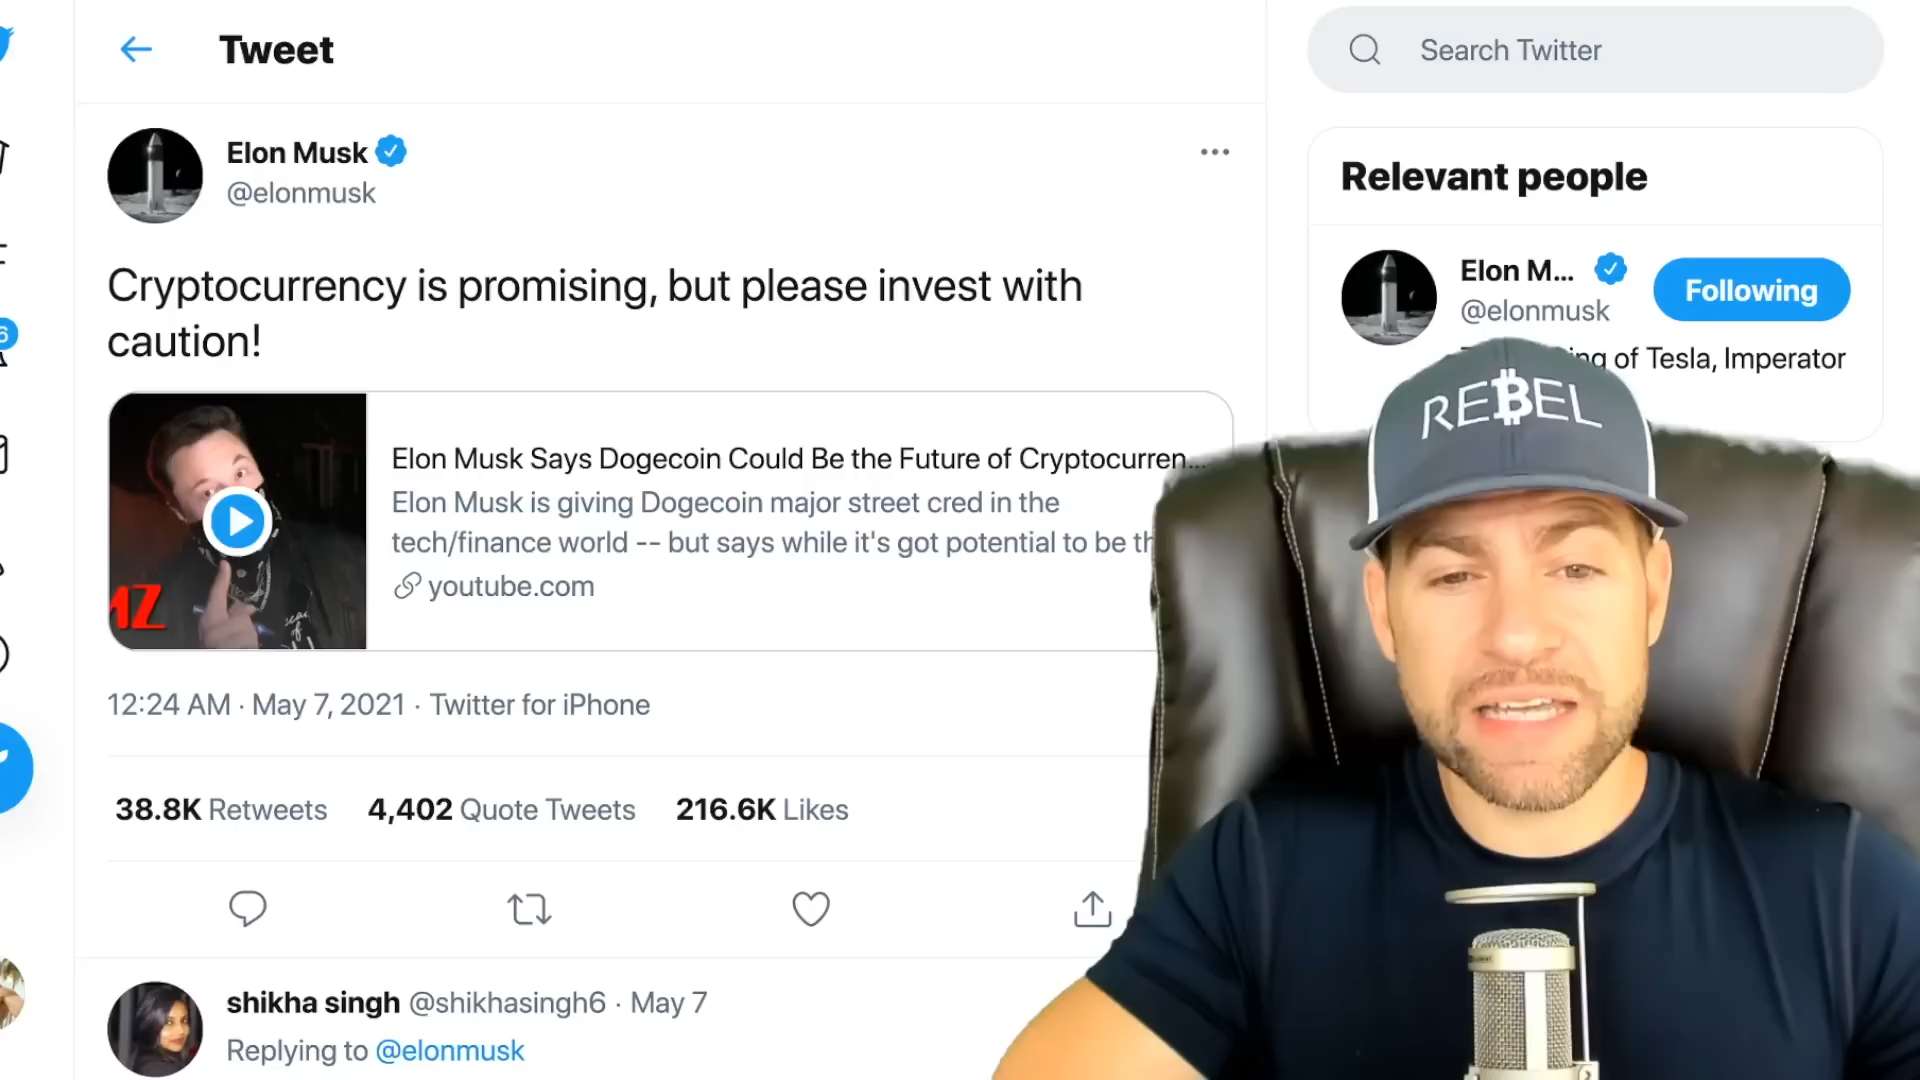 Tweet
Search Twitter
Elon Musk
@elonmusk
Cryptocurrency is promising, but please invest with
caution!
Elon Musk Says Dogecoin Could Be the Future of Cryptocurren...
Elon Musk is giving Dogecoin major street cred in the
tech/finance world -- but says while it's got potential to be
youtube.com
12:24 AM · May 7, 2021 · Twitter for iPhone
38.8K Retweets 4,402 Quote Tweets 216.6K Likes
shikha singh @shikhasingh6 · May 7
Replying to @elonmusk
Relevant people
Elon M...
@elonmusk
Following
of Tesla, Imperator
REBEL